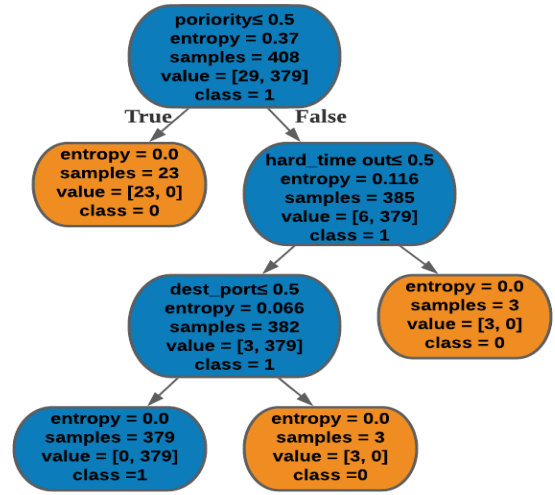 poriority≤ 0.5
entropy = 0.37
samples = 408
value = [29, 379]
class = 1
True
False
entropy = 0.0
samples = 23
value = [23, 0]
class = 0
hard_time out≤ 0.5
entropy = 0.116
samples = 385
value = [6, 379]
class = 1
dest_port≤ 0.5
entropy = 0.066
samples = 382
value = [3, 379]
class = 1
entropy = 0.0
samples = 3
value = [3, 0]
class = 0
entropy = 0.0
samples = 379
value = [0, 379]
class =1
entropy = 0.0
samples = 3
value = [3, 0]
class =0